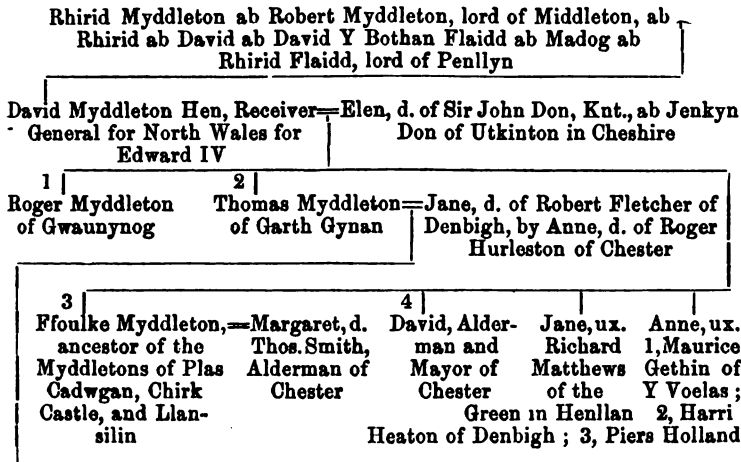 Rhirid Myddleton ab Robert Myddleton, lord of Middleton, ab
Rhirid ab David ab David Y Bothan Flaidd ab Madog ab
Rhirid Flaidd, lord of Penllyn
David Myddleton Hen, Receiver=Elen, d. of Sir John Don, Knt., ab Jenkyn
General for North Wales for Don of Utkinton in Cheshire
Edward IV
1 2
Roger Myddleton Thomas Myddleton=Jane, d. of Robert Fletcher of
of Gwaunynog of Garth Gynan Denbigh, by Anne, d. of Roger
Hurleston of Chester
3 4
Ffoulke Myddleton,=Margaret, d. David, Alder- Jane, ux. Anne, ux.
ancestor of the Thos. Smith, man and Richard 1, Maurice
Myddletons of Plas Alderman of Mayor of Matthews Gethin of
Cadwgan, Chirk Chester Chester of the Y Voelas ;
Castle, and Llan- Green in Henllan 2, Harri
silin Heaton of Denbigh ; 3, Piers Holland